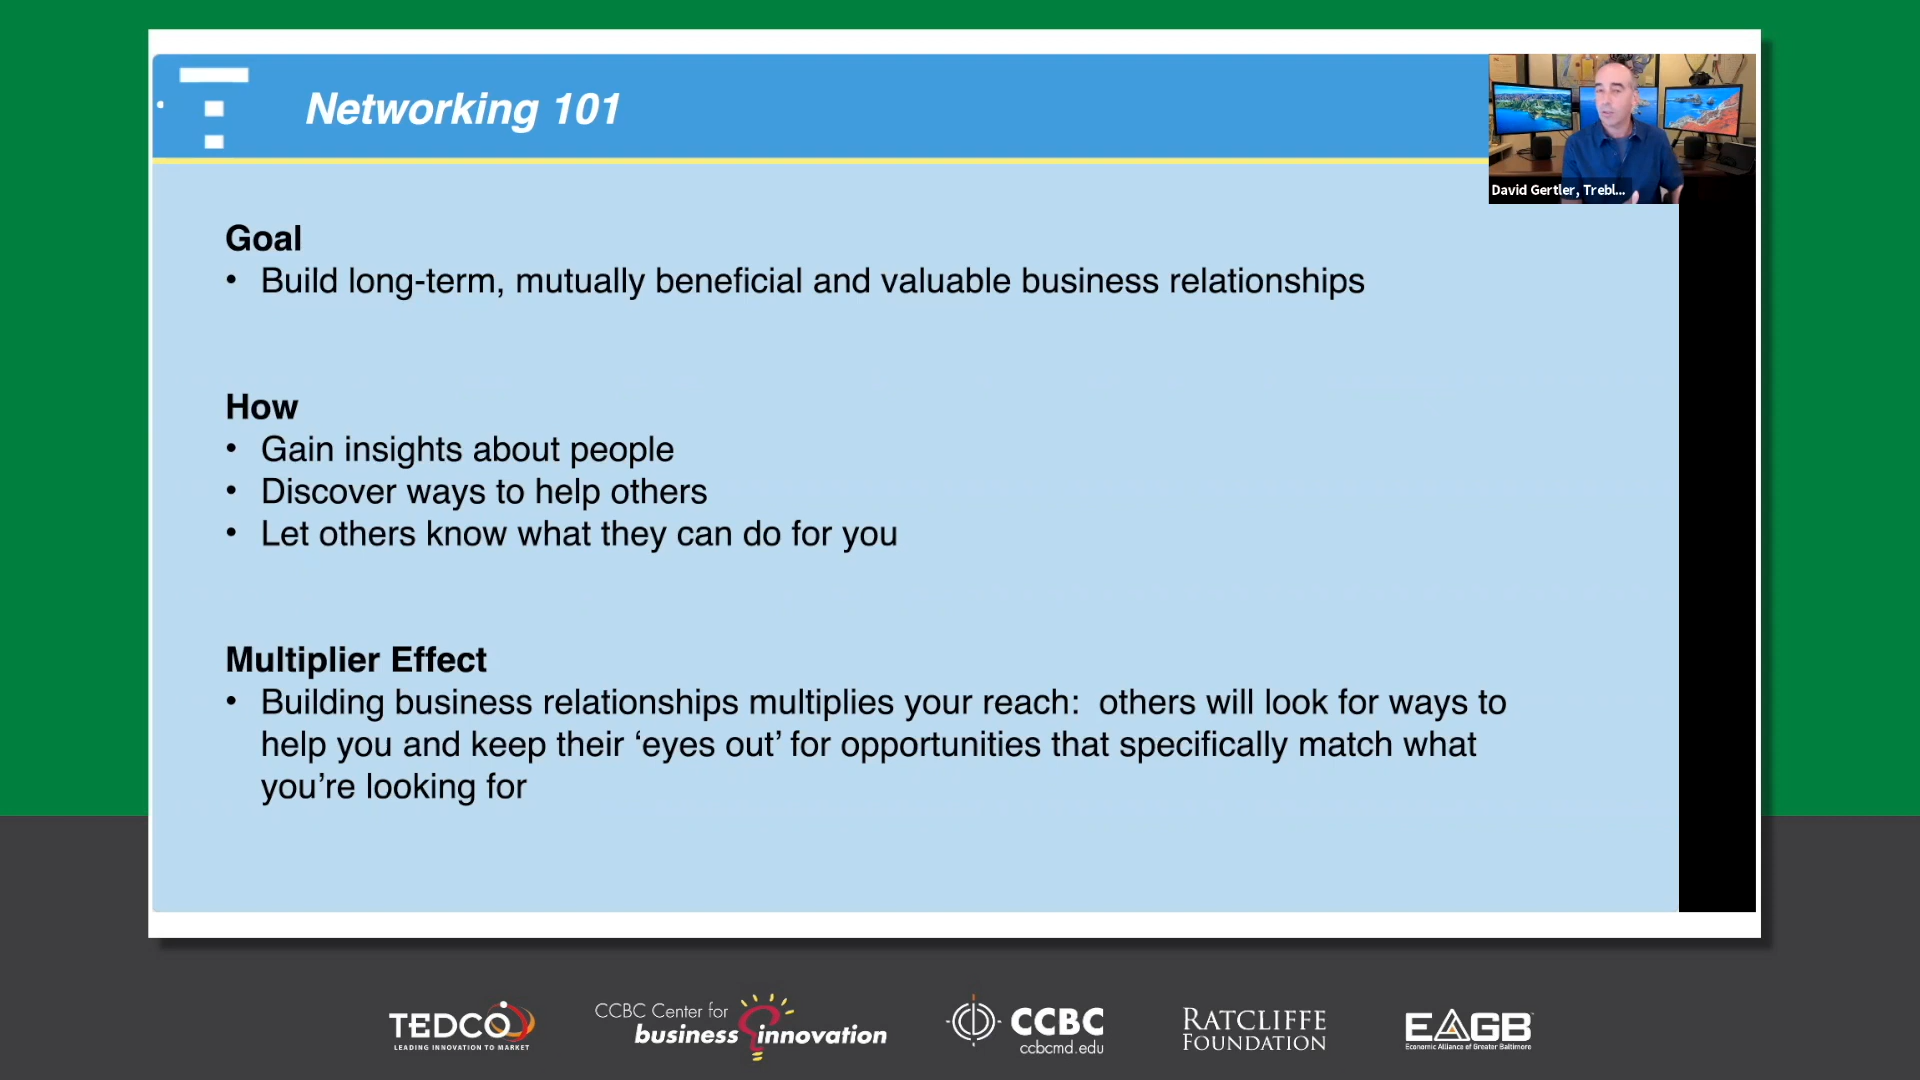 Networking 101
David Gertler, Trebl...
Goal
• Build long-term, mutually beneficial and valuable business relationships
How
• Gain insights about people
• Discover ways to help others
• Let others know what they can do for you
Multiplier Effect
• Building business relationships multiplies your reach:  others will look for ways to
help you and keep their ‘eyes out’ for opportunities that specifically match what
you’re looking for
TEDCO
LEADING INNOVATION TO MARKET
CCBC Center for
business innovation
CCBC
ccbcmd.edu
RATCLIFFE
FOUNDATION
EAGB
Economic Alliance of Greater Baltimore